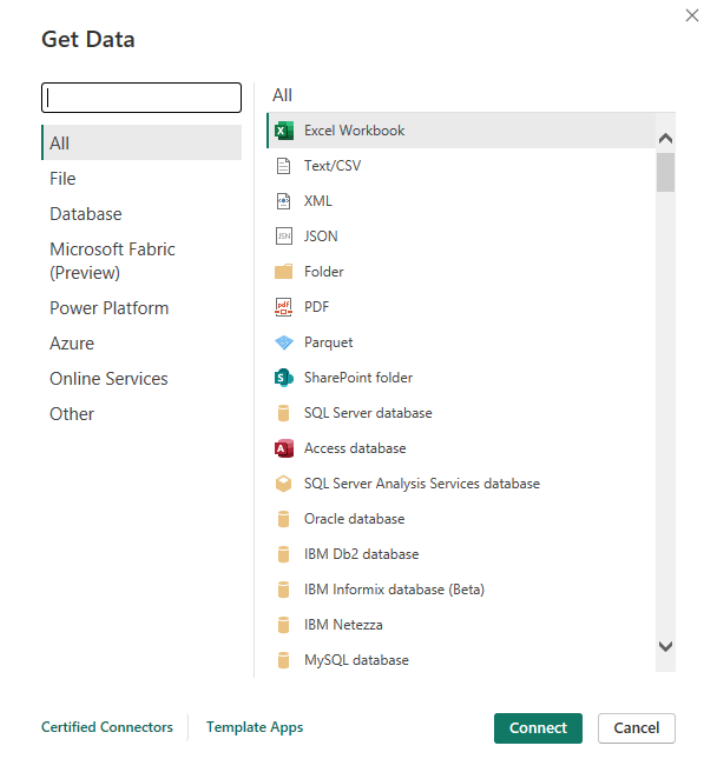 Get Data
All
File
Database
Microsoft Fabric
(Preview)
Power Platform
Azure
Online Services
Other
All
Excel Workbook
Text/CSV
XML
JSN
JSON
Folder
pdf
PDF
Parquet
SharePoint folder
SQL Server database
Access database
SQL Server Analysis Services database
Oracle database
IBM Db2 database
IBM Informix database (Beta)
IBM Netezza
MySQL database
Certified Connectors
Template Apps
Connect
Cancel